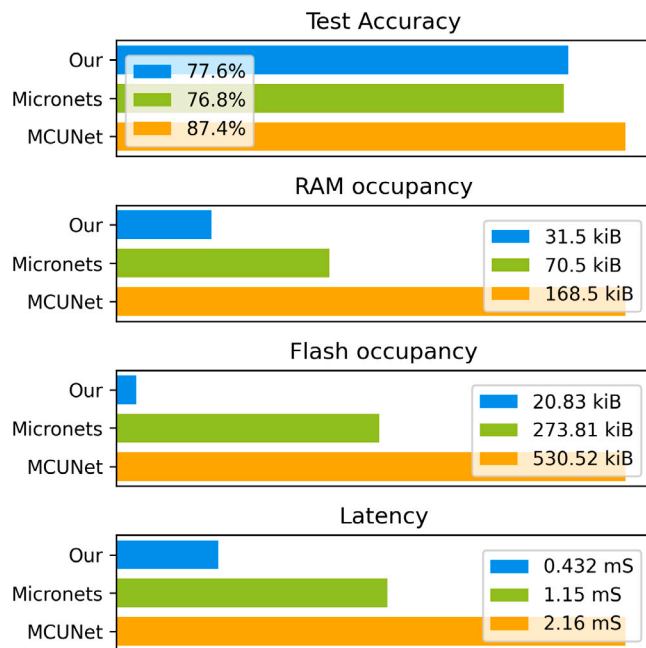 Test Accuracy
Our
77.6%
Micronets
76.8%
MCUNet
87.4%
RAM occupancy
Our
31.5 kiB
Micronets
70.5 kiB
MCUNet
168.5 kiB
Flash occupancy
Our
20.83 kiB
Micronets
273.81 kiB
MCUNet
530.52 kiB
Latency
Our
0.432 mS
Micronets
1.15 mS
MCUNet
2.16 mS